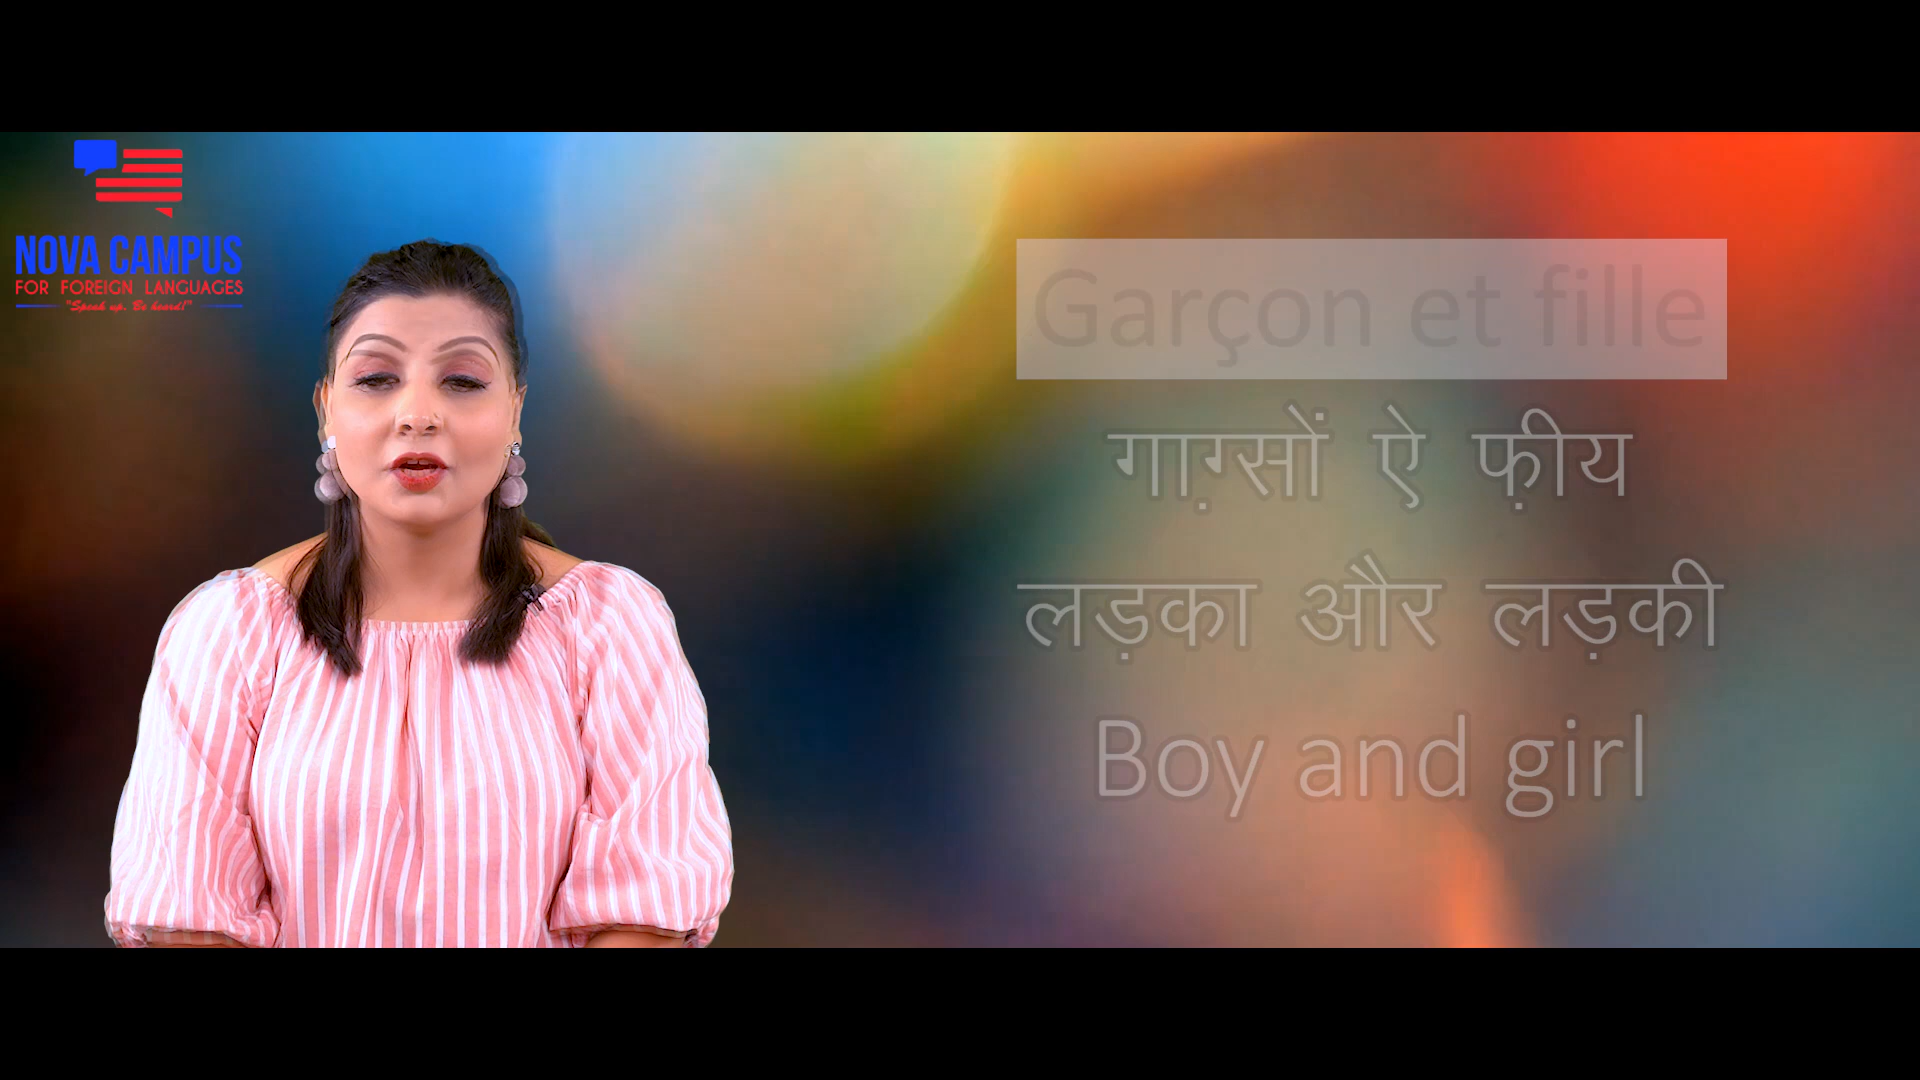 NOVA CAMPUS
FOR FOREIGN LANGUAGES
"Speak up. Be heard!"
Garçon et fille
गाग़्सों ऐ फ़ीय
लड़का और लड़की
Boy and girl